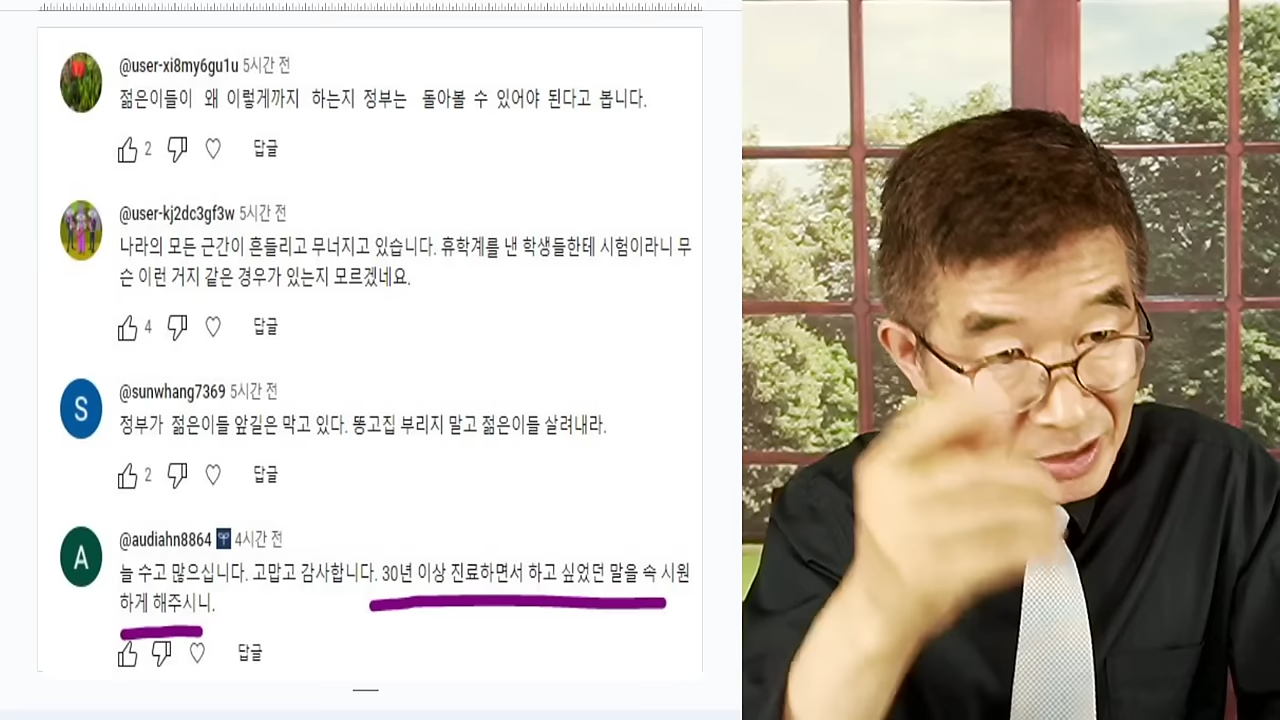 @user-xi8my6gu1u 5시간 전
젊은이들이 왜 이렇게까지 하는지 정부는 돌아볼 수 있어야 된다고 봅니다.
2 답글
@user-kj2dc3gf3w 5시간 전
나라의 모든 근간이 흔들리고 무너지고 있습니다. 휴학계를 낸 학생들한테 시험이라니 무
슨 이런 거지 같은 경우가 있는지 모르겠네요.
4 답글
S
@sunwhang7369 5시간 전
정부가 젊은이들 앞길은 막고 있다. 똥고집 부리지 말고 젊은이들 살려내라.
2 답글
A
@audiahn8864 4시간 전
늘 수고 많으십니다. 고맙고 감사합니다. 30년 이상 진료하면서 하고 싶었던 말을 속 시원
하게 해주시니.
답글